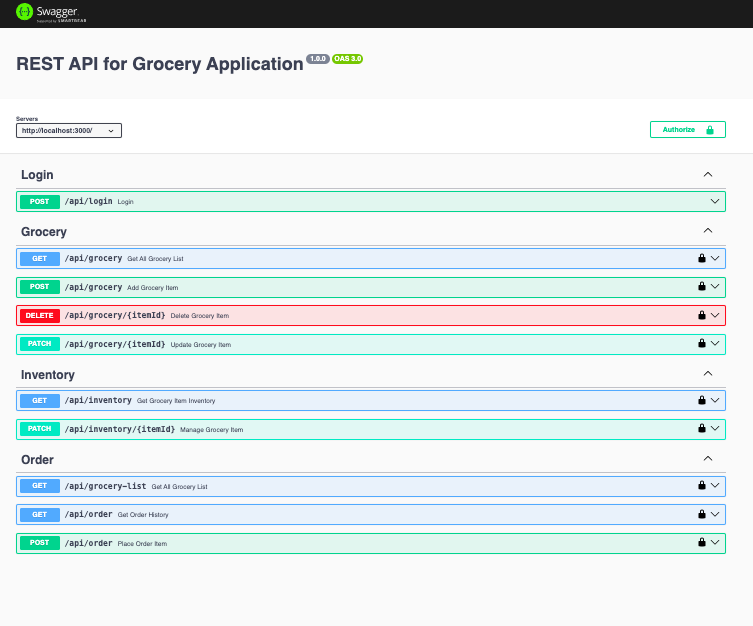 Swagger
Supported by SMARTBEAR
REST API for Grocery Application 1.0.0 OAS 3.0
Servers
http://localhost:3000/
Authorize
Login
POST /api/login Login
Grocery
GET /api/grocery Get All Grocery List
POST /api/grocery Add Grocery Item
DELETE /api/grocery/{itemId} Delete Grocery Item
PATCH /api/grocery/{itemId} Update Grocery Item
Inventory
GET /api/inventory Get Grocery Item Inventory
PATCH /api/inventory/{itemId} Manage Grocery Item
Order
GET /api/grocery-list Get All Grocery List
GET /api/order Get Order History
POST /api/order Place Order Item